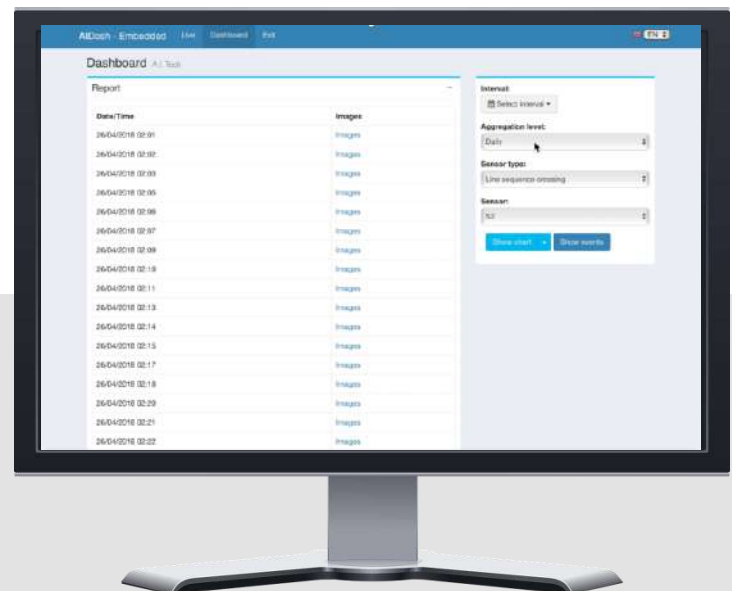 AIDash - Embedded Live Dashboard Exit EN
Dashboard A.I. Tech
Report
Date/Time Images
26/04/2018 02:01 Images
26/04/2018 02:02 Images
26/04/2018 02:03 Images
26/04/2018 02:05 Images
26/04/2018 02:06 Images
26/04/2018 02:07 Images
26/04/2018 02:09 Images
26/04/2018 02:10 Images
26/04/2018 02:11 Images
26/04/2018 02:13 Images
26/04/2018 02:14 Images
26/04/2018 02:15 Images
26/04/2018 02:17 Images
26/04/2018 02:18 Images
26/04/2018 02:20 Images
26/04/2018 02:21 Images
26/04/2018 02:22 Images
Interval:
Select interval
Aggregation level:
Daily
Sensor type:
Line sequence crossing
Sensor:
Show chart Show events